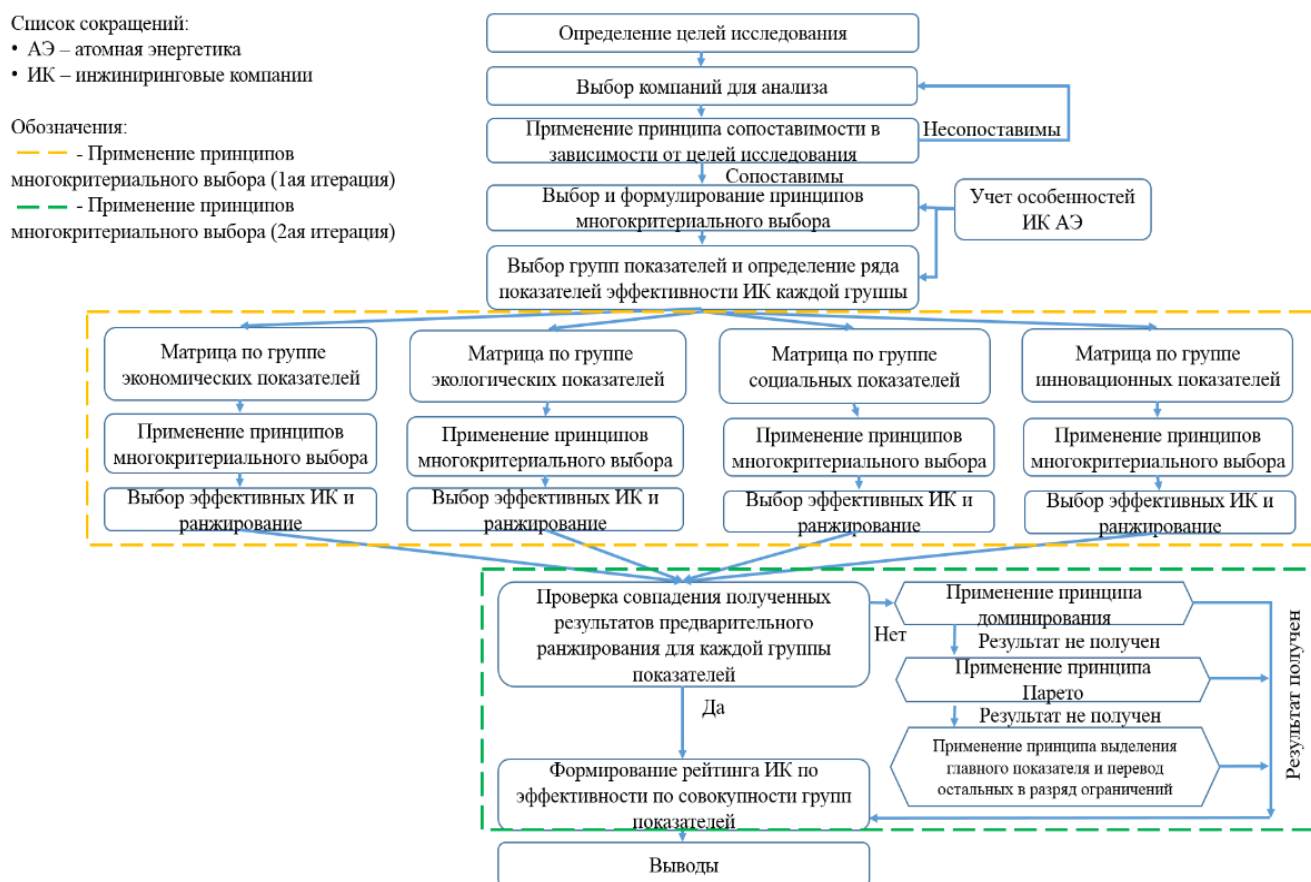 Список сокращений:
• АЭ – атомная энергетика
• ИК – инжиниринговые компании
Обозначения:
- Применение принципов
многокритериального выбора (1ая итерация)
- Применение принципов
многокритериального выбора (2ая итерация)
Определение целей исследования
Выбор компаний для анализа
Применение принципа сопоставимости в
зависимости от целей исследования
Несопоставимы
Сопоставимы
Выбор и формулирование принципов
многокритериального выбора
Учет особенностей
ИК АЭ
Выбор групп показателей и определение ряда
показателей эффективности ИК каждой группы
Матрица по группе
экономических показателей
Матрица по группе
экологических показателей
Матрица по группе
социальных показателей
Матрица по группе
инновационных показателей
Применение принципов
многокритериального выбора
Применение принципов
многокритериального выбора
Применение принципов
многокритериального выбора
Применение принципов
многокритериального выбора
Выбор эффективных ИК и
ранжирование
Выбор эффективных ИК и
ранжирование
Выбор эффективных ИК и
ранжирование
Выбор эффективных ИК и
ранжирование
Проверка совпадения полученных
результатов предварительного
ранжирования для каждой группы
показателей
Нет
Применение принципа
доминирования
Результат не получен
Применение принципа
Парето
Результат не получен
Применение принципа выделения
главного показателя и перевод
остальных в разряд ограничений
Результат получен
Да
Формирование рейтинга ИК по
эффективности по совокупности групп
показателей
Выводы